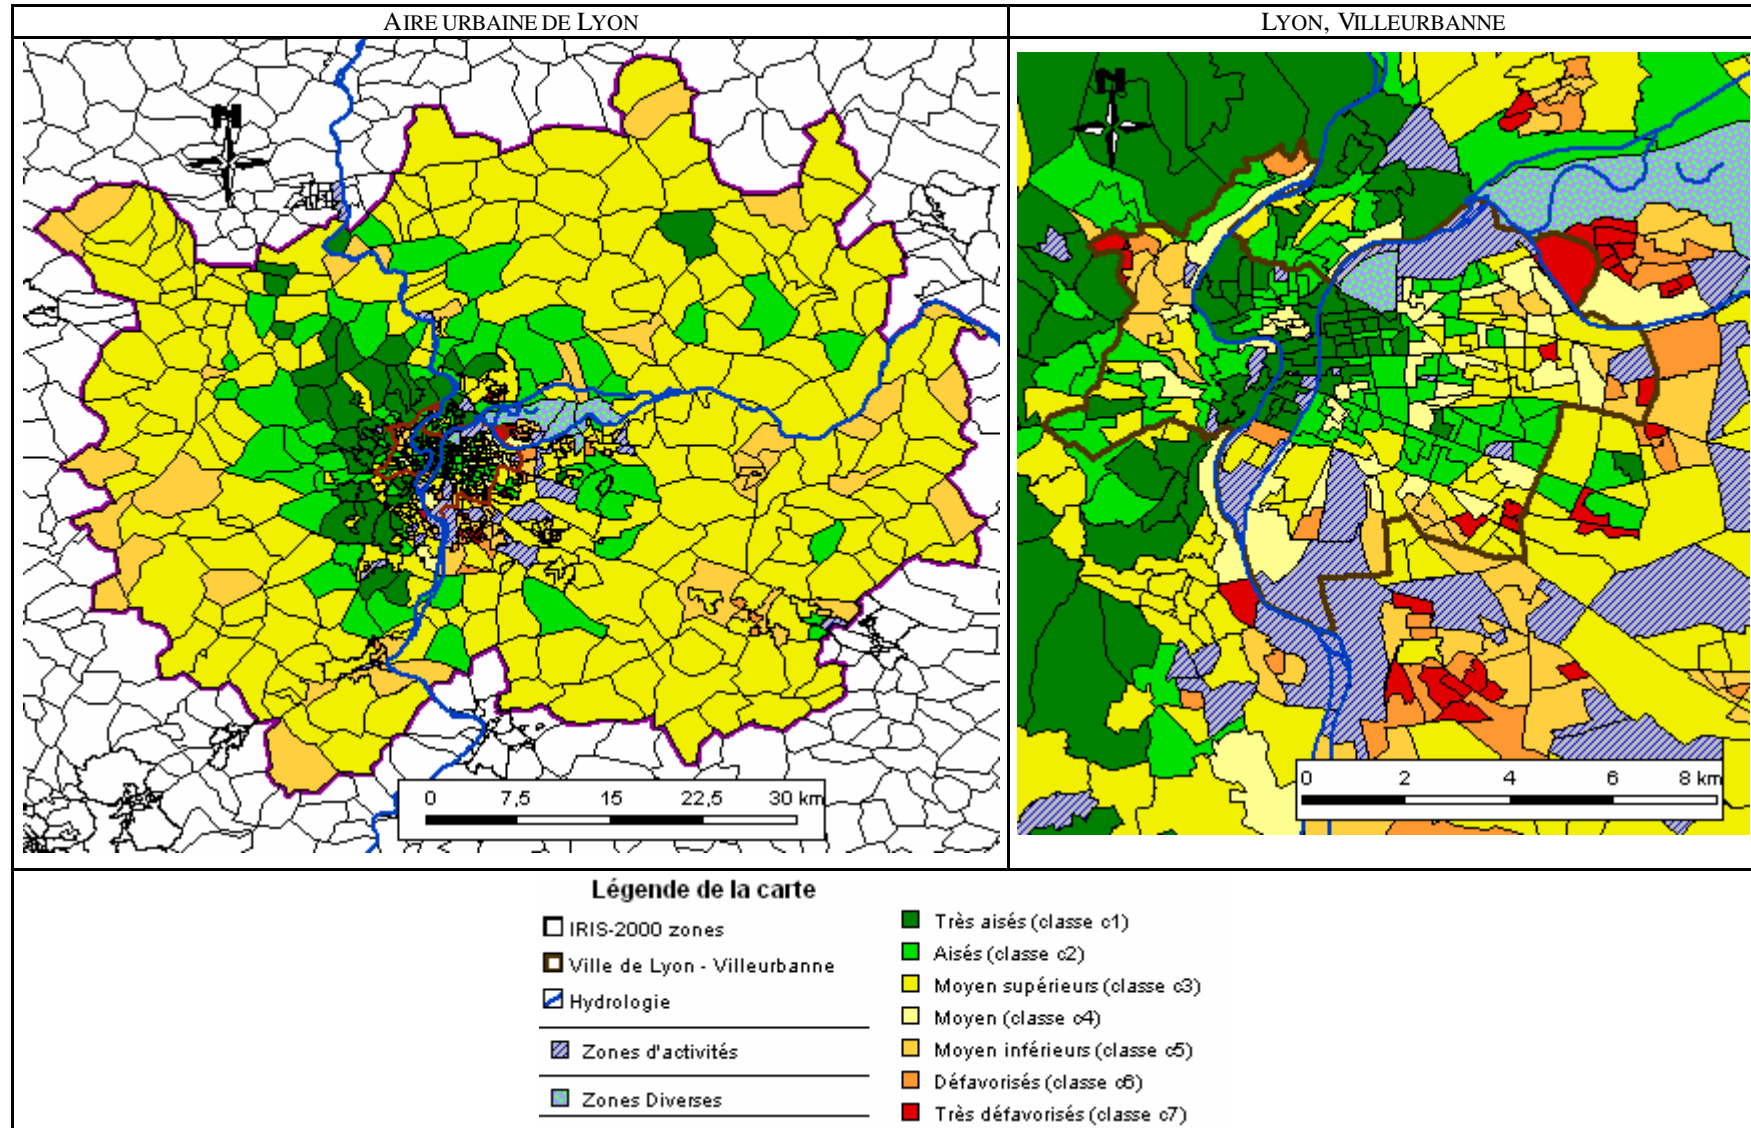 AIRE URBAINE DE LYON
LYON, VILLEURBANNE
N
N
0 7,5 15 22,5 30 km
0 2 4 6 8 km
Légende de la carte
IRIS-2000 zones
Ville de Lyon - Villeurbanne
Hydrologie
Zones d'activités
Zones Diverses
Très aisés (classe c1)
Aisés (classe c2)
Moyen supérieurs (classe c3)
Moyen (classe c4)
Moyen inférieurs (classe c5)
Défavorisés (classe c6)
Très défavorisés (classe c7)